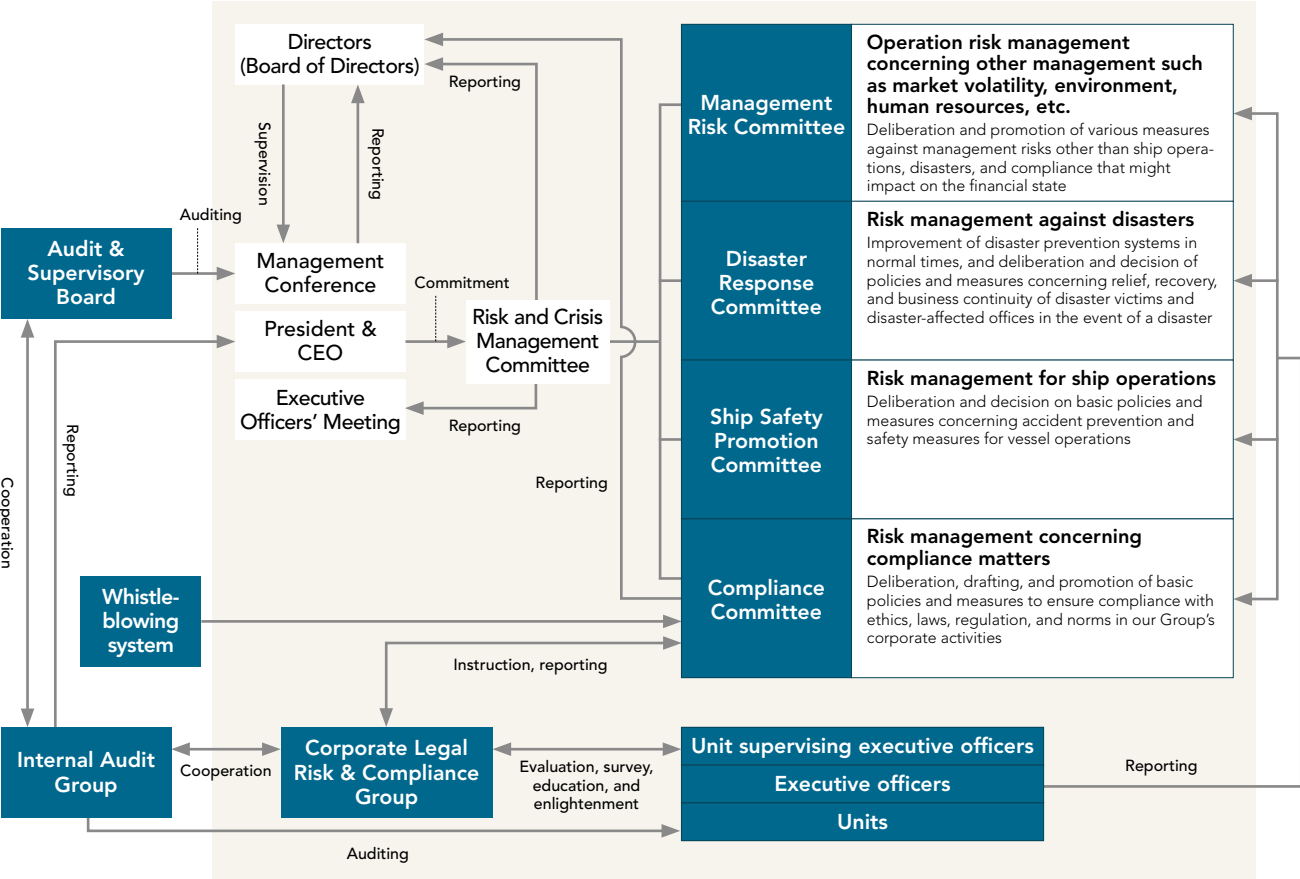 Directors
(Board of Directors)
Reporting
Supervision
Reporting
Auditing
Audit &
Supervisory
Board
Management
Conference
Commitment
President &
CEO
Risk and Crisis
Management
Committee
Executive
Officers’ Meeting
Reporting
Reporting
Cooperation
Reporting
Management
Risk Committee
Operation risk management
concerning other management such
as market volatility, environment,
human resources, etc.
Deliberation and promotion of various measures
against management risks other than ship opera-
tions, disasters, and compliance that might
impact on the financial state
Disaster
Response
Committee
Risk management against disasters
Improvement of disaster prevention systems in
normal times, and deliberation and decision of
policies and measures concerning relief, recovery,
and business continuity of disaster victims and
disaster-affected offices in the event of a disaster
Ship Safety
Promotion
Committee
Risk management for ship operations
Deliberation and decision on basic policies and
measures concerning accident prevention and
safety measures for vessel operations
Compliance
Committee
Risk management concerning
compliance matters
Deliberation, drafting, and promotion of basic
policies and measures to ensure compliance with
ethics, laws, regulation, and norms in our Group’s
corporate activities
Whistle-
blowing
system
Instruction, reporting
Internal Audit
Group
Cooperation
Corporate Legal
Risk & Compliance
Group
Evaluation, survey,
education, and
enlightenment
Unit supervising executive officers
Executive officers
Units
Reporting
Auditing